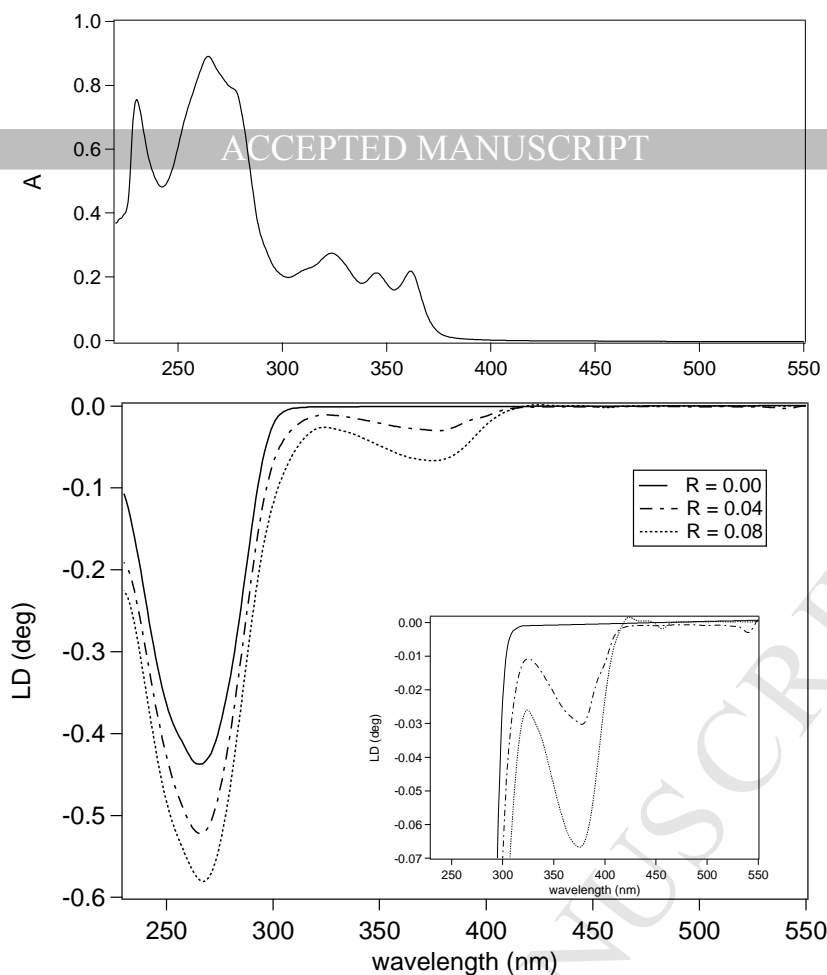 1.0
0.8
0.6
0.4
0.2
0.0
A
ACCEPTED MANUSCRIPT
250 300 350 400 450 500 550
0.0
-0.1
-0.2
-0.3
-0.4
-0.5
-0.6
LD (deg)
R = 0.00
R = 0.04
R = 0.08
0.00
-0.01
-0.02
-0.03
-0.04
-0.05
-0.06
-0.07
LD (deg)
250 300 350 400 450 500 550
wavelength (nm)
250 300 350 400 450 500 550
wavelength (nm)
NUSCR